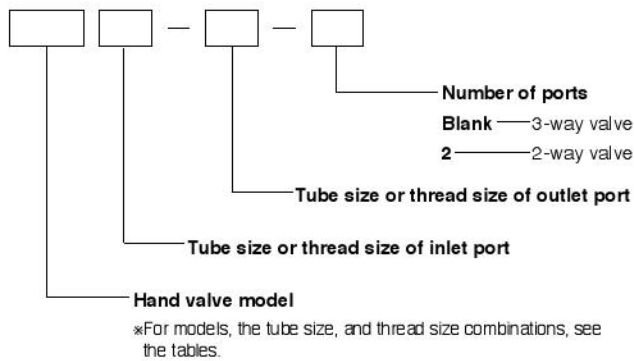 Number of ports
Blank 3-way valve
2 2-way valve
Tube size or thread size of outlet port
Tube size or thread size of inlet port
Hand valve model
※For models, the tube size, and thread size combinations, see
the tables.